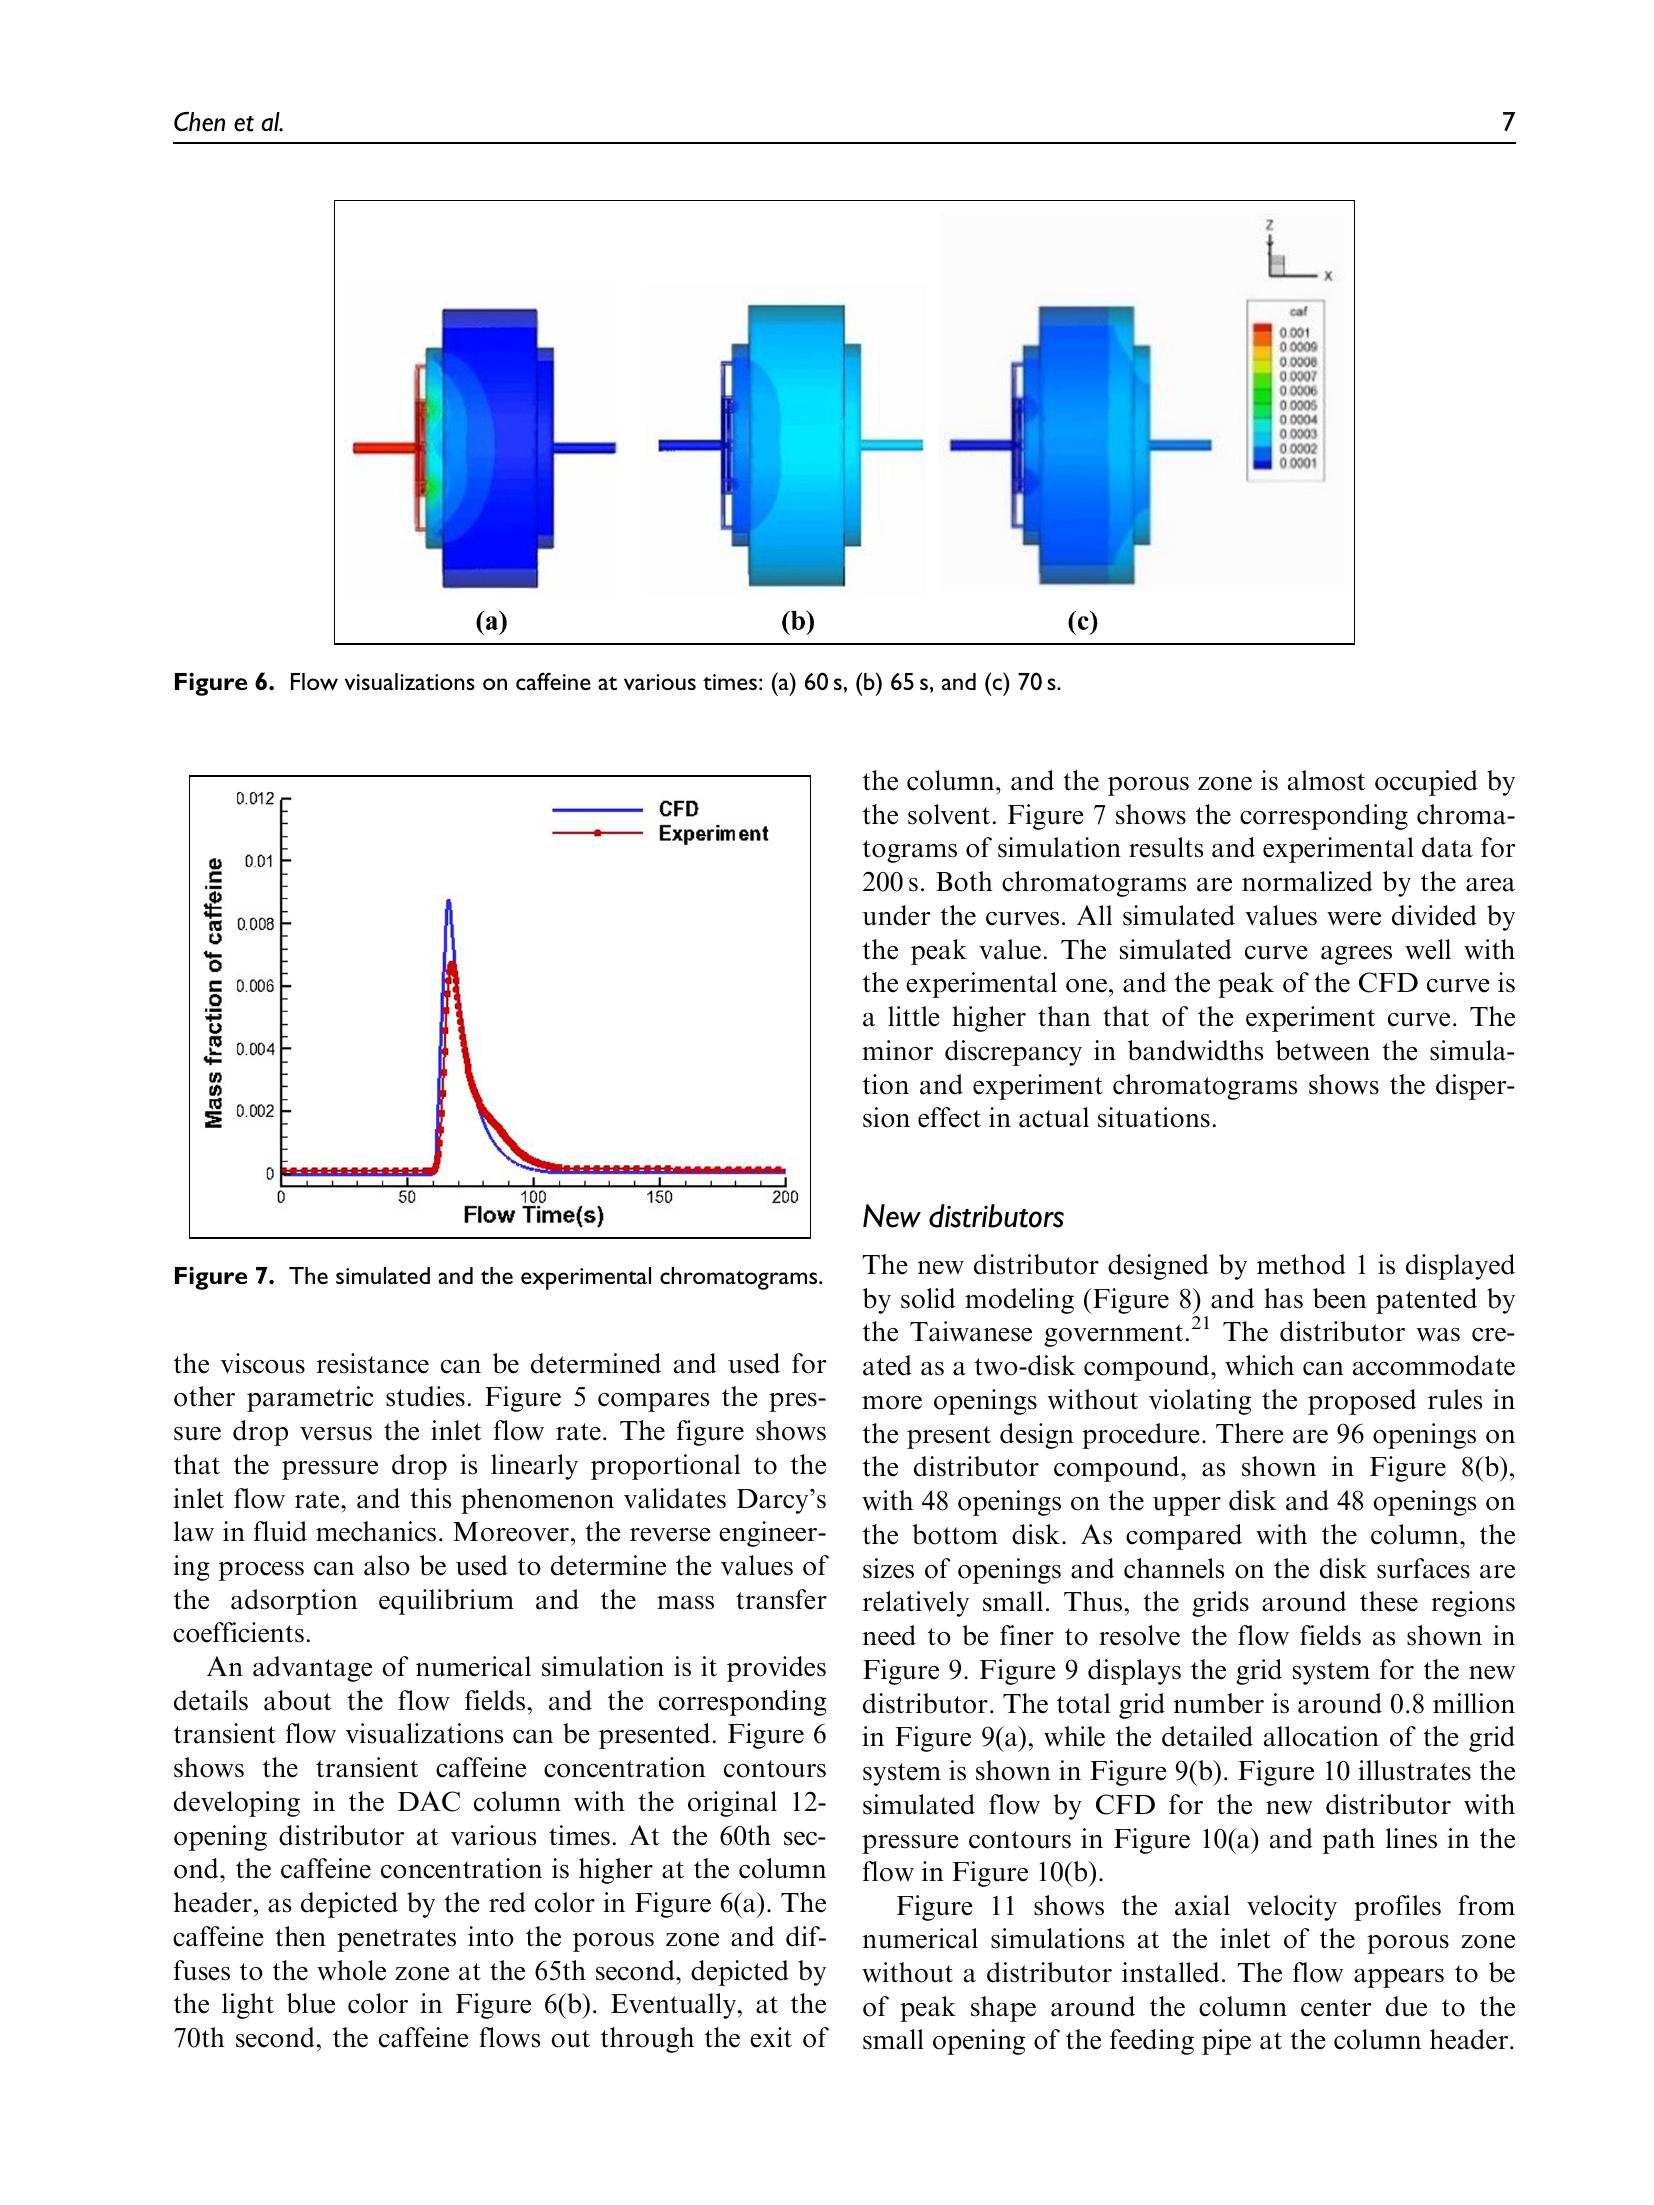 Chen et al.
7
Z
X
caf
0.001
0.0009
0.0008
0.0007
0.0006
0.0005
0.0004
0.0003
0.0002
0.0001
(a)
(b)
(c)
Figure 6. Flow visualizations on caffeine at various times: (a) 60 s, (b) 65 s, and (c) 70 s.
0.012
0.01
0.008
0.006
0.004
0.002
0
Mass fraction of caffeine
CFD
Experiment
0
50
100
150
200
Flow Time(s)
Figure 7. The simulated and the experimental chromatograms.
the viscous resistance can be determined and used for
other parametric studies. Figure 5 compares the pres-
sure drop versus the inlet flow rate. The figure shows
that the pressure drop is linearly proportional to the
inlet flow rate, and this phenomenon validates Darcy's
law in fluid mechanics. Moreover, the reverse engineer-
ing process can also be used to determine the values of
the adsorption equilibrium and the mass transfer
coefficients.
An advantage of numerical simulation is it provides
details about the flow fields, and the corresponding
transient flow visualizations can be presented. Figure 6
shows the transient caffeine concentration contours
developing in the DAC column with the original 12-
opening distributor at various times. At the 60th sec-
ond, the caffeine concentration is higher at the column
header, as depicted by the red color in Figure 6(a). The
caffeine then penetrates into the porous zone and dif-
fuses to the whole zone at the 65th second, depicted by
the light blue color in Figure 6(b). Eventually, at the
70th second, the caffeine flows out through the exit of
the column, and the porous zone is almost occupied by
the solvent. Figure 7 shows the corresponding chroma-
tograms of simulation results and experimental data for
200 s. Both chromatograms are normalized by the area
under the curves. All simulated values were divided by
the peak value. The simulated curve agrees well with
the experimental one, and the peak of the CFD curve is
a little higher than that of the experiment curve. The
minor discrepancy in bandwidths between the simula-
tion and experiment chromatograms shows the disper-
sion effect in actual situations.
New distributors
The new distributor designed by method 1 is displayed
by solid modeling (Figure 8) and has been patented by
the Taiwanese government.21 The distributor was cre-
ated as a two-disk compound, which can accommodate
more openings without violating the proposed rules in
the present design procedure. There are 96 openings on
the distributor compound, as shown in Figure 8(b),
with 48 openings on the upper disk and 48 openings on
the bottom disk. As compared with the column, the
sizes of openings and channels on the disk surfaces are
relatively small. Thus, the grids around these regions
need to be finer to resolve the flow fields as shown in
Figure 9. Figure 9 displays the grid system for the new
distributor. The total grid number is around 0.8 million
in Figure 9(a), while the detailed allocation of the grid
system is shown in Figure 9(b). Figure 10 illustrates the
simulated flow by CFD for the new distributor with
pressure contours in Figure 10(a) and path lines in the
flow in Figure 10(b).
Figure 11 shows the axial velocity profiles from
numerical simulations at the inlet of the porous zone
without a distributor installed. The flow appears to be
of peak shape around the column center due to the
small opening of the feeding pipe at the column header.